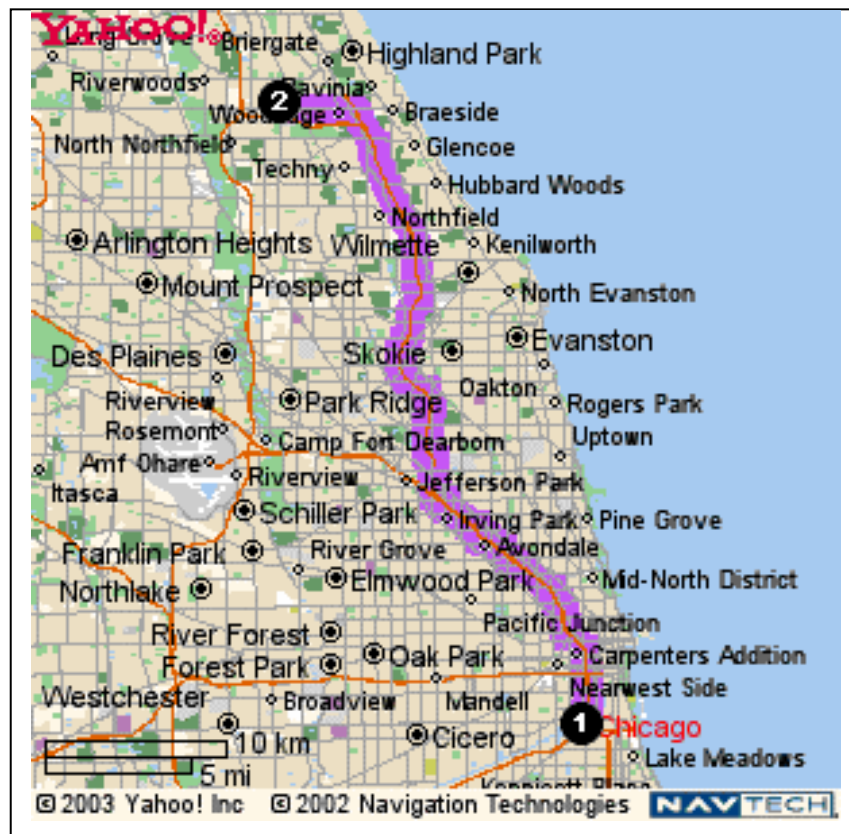 YAHOO!®
Long Grove
Briergate
Highland Park
Riverwoods
Ravinia
2
Braeside
North Northfield
Glencoe
Techny
Hubbard Woods
Northfield
Arlington Heights
Wilmette
Kenilworth
Mount Prospect
North Evanston
Evanston
Des Plaines
Skokie
Oakton
Riverview
Park Ridge
Rogers Park
Rosemont
Camp Fort Dearborn
Uptown
Amf Ohare
Riverview
Jefferson Park
Itasca
Schiller Park
Irving Park
Pine Grove
Franklin Park
River Grove
Avondale
Northlake
Elmwood Park
Mid-North District
Pacific Junction
River Forest
Forest Park
Oak Park
Carpenters Addition
Westchester
Broadview
Mandell
Nearwest Side
1
Chicago
10 km
Cicero
Lake Meadows
5 mi
© 2003 Yahoo! Inc © 2002 Navigation Technologies NAVTECH